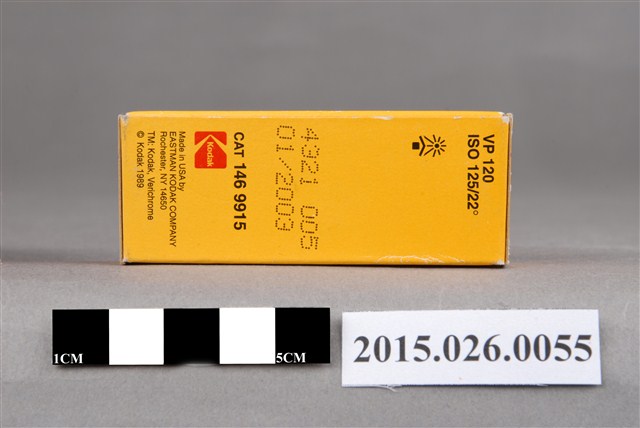 VP 120
ISO 125/22°
4321 005
01/2003
CAT 146 9915
Kodak
Made in USA by
EASTMAN KODAK COMPANY
Rochester, NY 14650
TM: Kodak, Verichrome
© Kodak 1989
1CM
5CM
2015.026.0055